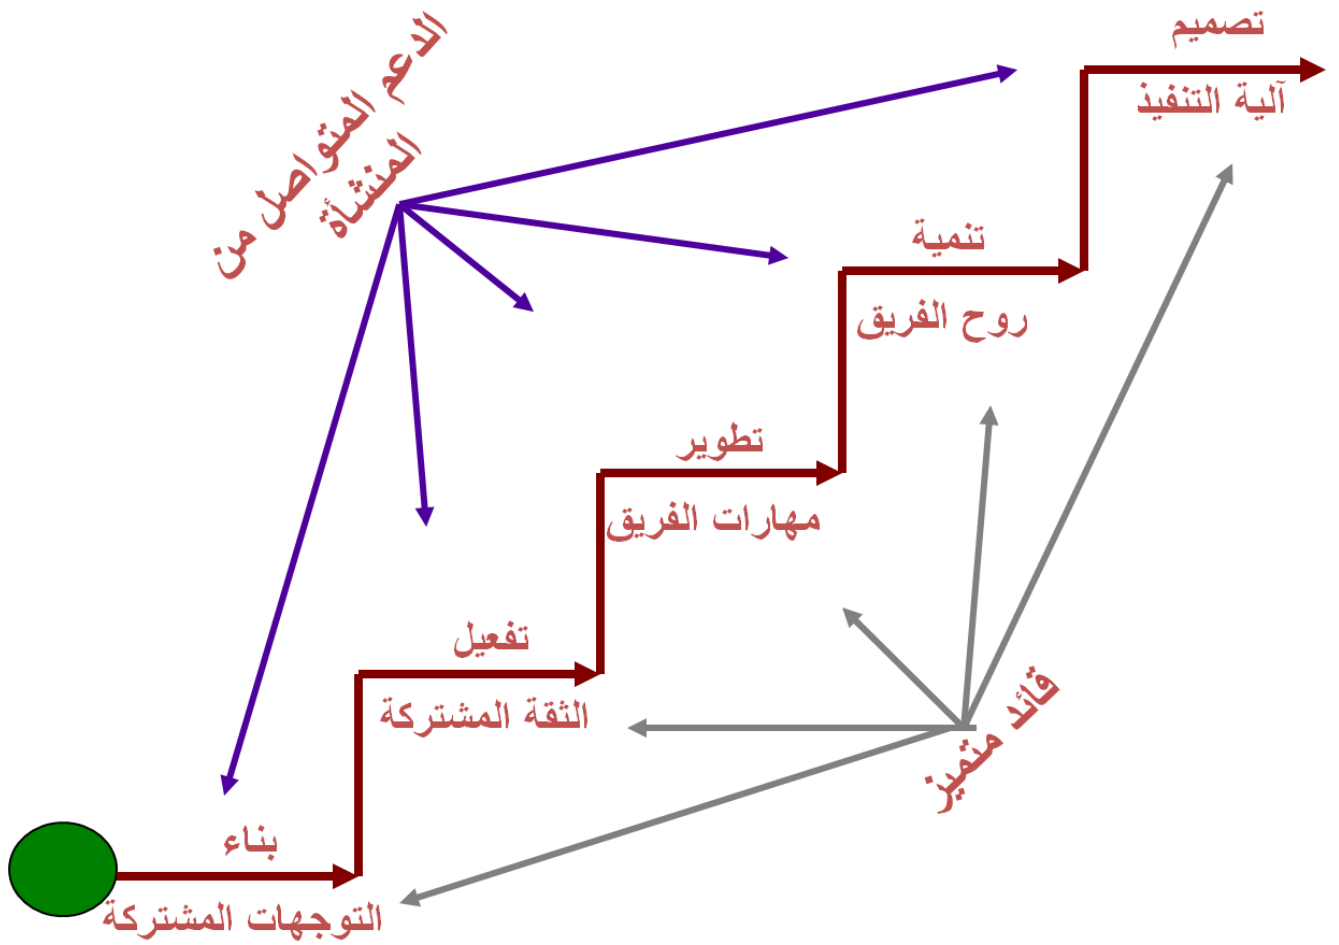 تصميم
آلية التنفيذ
الدعم المتواصل من
المنشأة
تنمية
روح الفريق
تطوير
مهارات الفريق
تفعيل
الثقة المشتركة
قائد متميز
بناء
التوجهات المشتركة